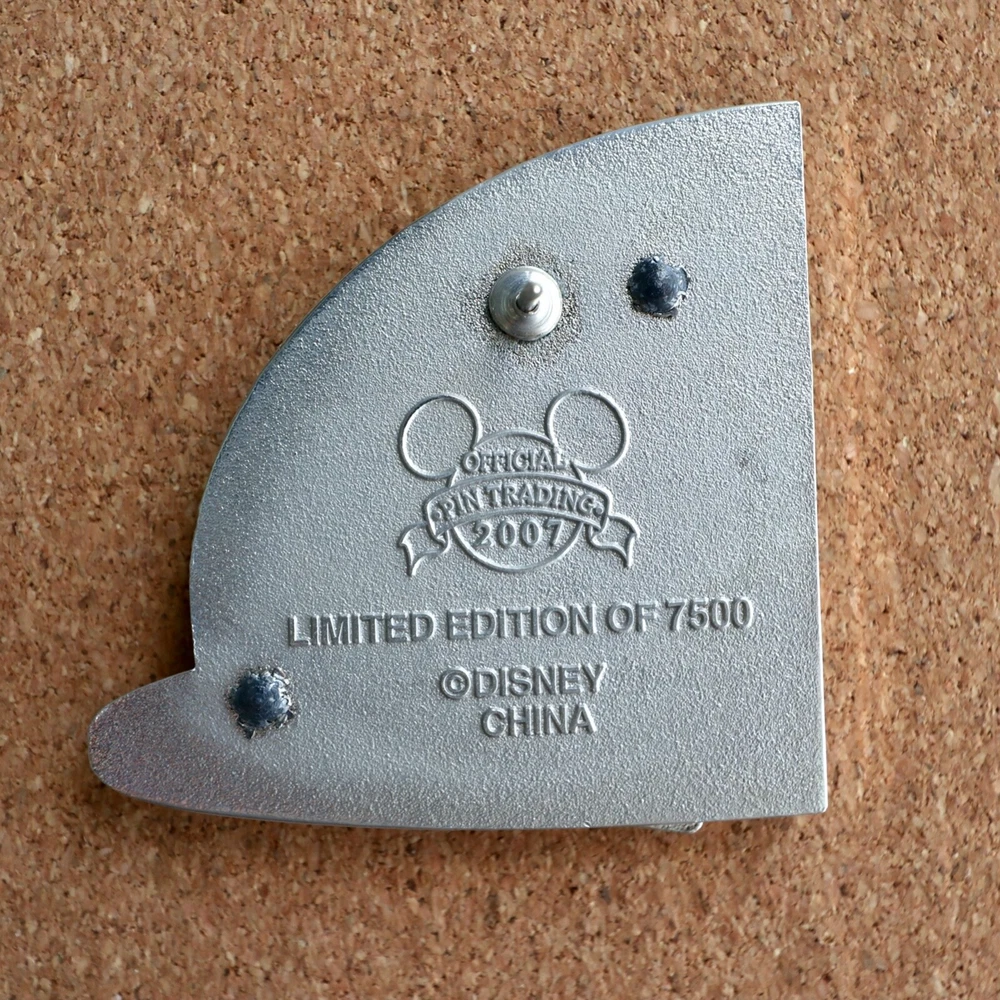 OFFICIAL
PIN TRADING
2007
LIMITED EDITION OF 7500
©DISNEY
CHINA